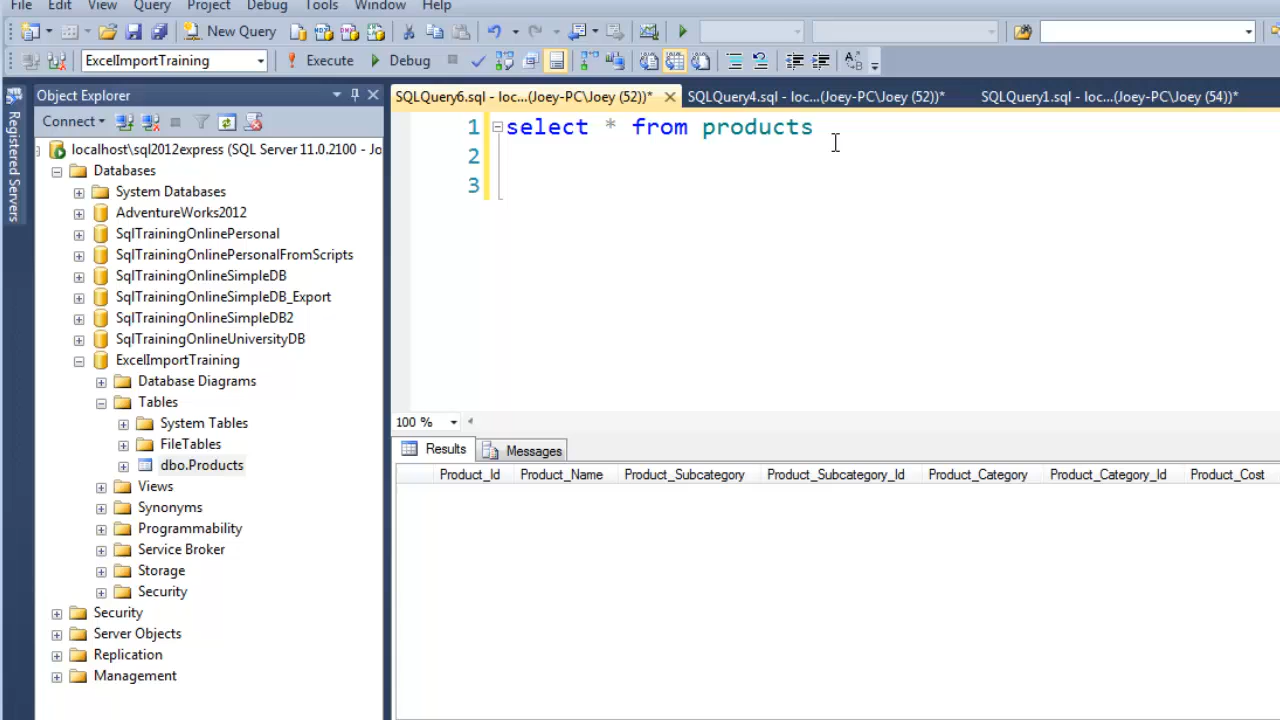 File Edit View Query Project Debug Tools Window Help
New Query
ExcelImportTraining Execute Debug
Registered Servers
Object Explorer
Connect
localhost\sql2012express (SQL Server 11.0.2100 - Jo
Databases
System Databases
AdventureWorks2012
SqlTrainingOnlinePersonal
SqlTrainingOnlinePersonalFromScripts
SqlTrainingOnlineSimpleDB
SqlTrainingOnlineSimpleDB_Export
SqlTrainingOnlineSimpleDB2
SqlTrainingOnlineUniversityDB
ExcelImportTraining
Database Diagrams
Tables
System Tables
FileTables
dbo.Products
Views
Synonyms
Programmability
Service Broker
Storage
Security
Security
Server Objects
Replication
Management
SQLQuery6.sql - loc...(Joey-PC\Joey (52))* SQLQuery4.sql - loc...(Joey-PC\Joey (52))* SQLQuery1.sql - loc...(Joey-PC\Joey (54))*
1 select * from products
2
3
100 %
Results Messages
Product_Id Product_Name Product_Subcategory Product_Subcategory_Id Product_Category Product_Category_Id Product_Cost